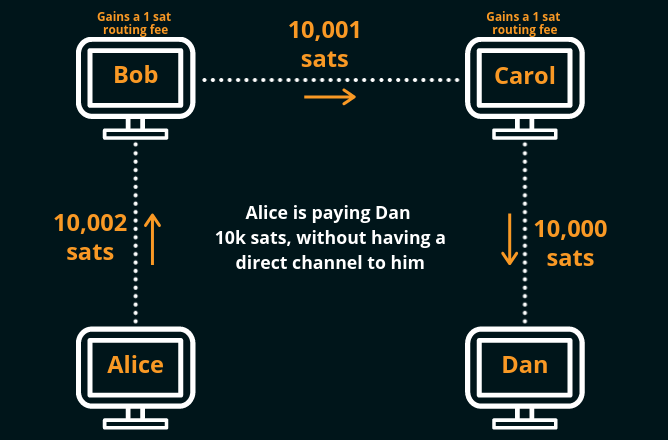 Gains a 1 sat
routing fee
Bob
10,001
sats
Gains a 1 sat
routing fee
Carol
10,002
sats
Alice is paying Dan
10k sats, without having a
direct channel to him
10,000
sats
Alice
Dan